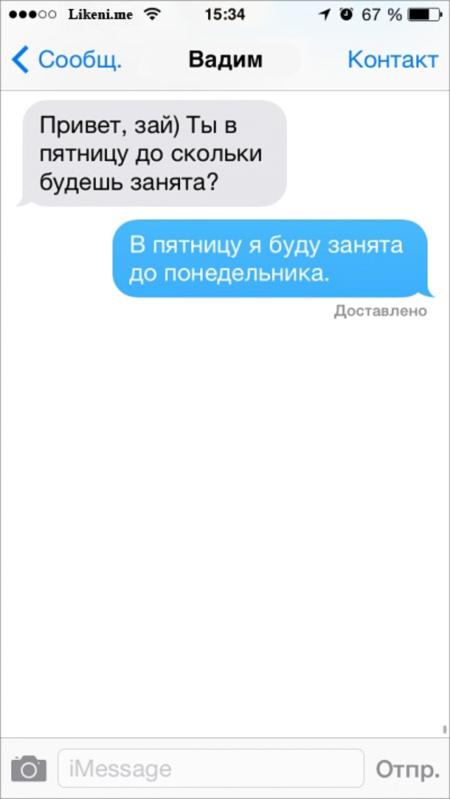 Likeni.me 15:34 67 %
Сообщ. Вадим Контакт
Привет, зай) Ты в
пятницу до скольки
будешь занята?
В пятницу я буду занята
до понедельника.
Доставлено
iMessage Отпр.